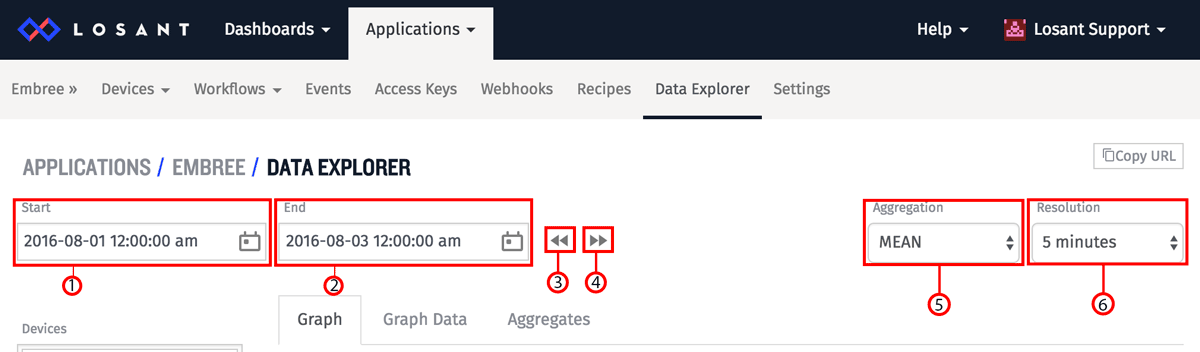 LOSANT Dashboards Applications Help Losant Support
Embree » Devices Workflows Events Access Keys Webhooks Recipes Data Explorer Settings
APPLICATIONS / EMBREE / DATA EXPLORER
Copy URL
Start End Aggregation Resolution
2016-08-01 12:00:00 am 2016-08-03 12:00:00 am MEAN 5 minutes
1 2 3 4 5 6
Graph Graph Data Aggregates
Devices